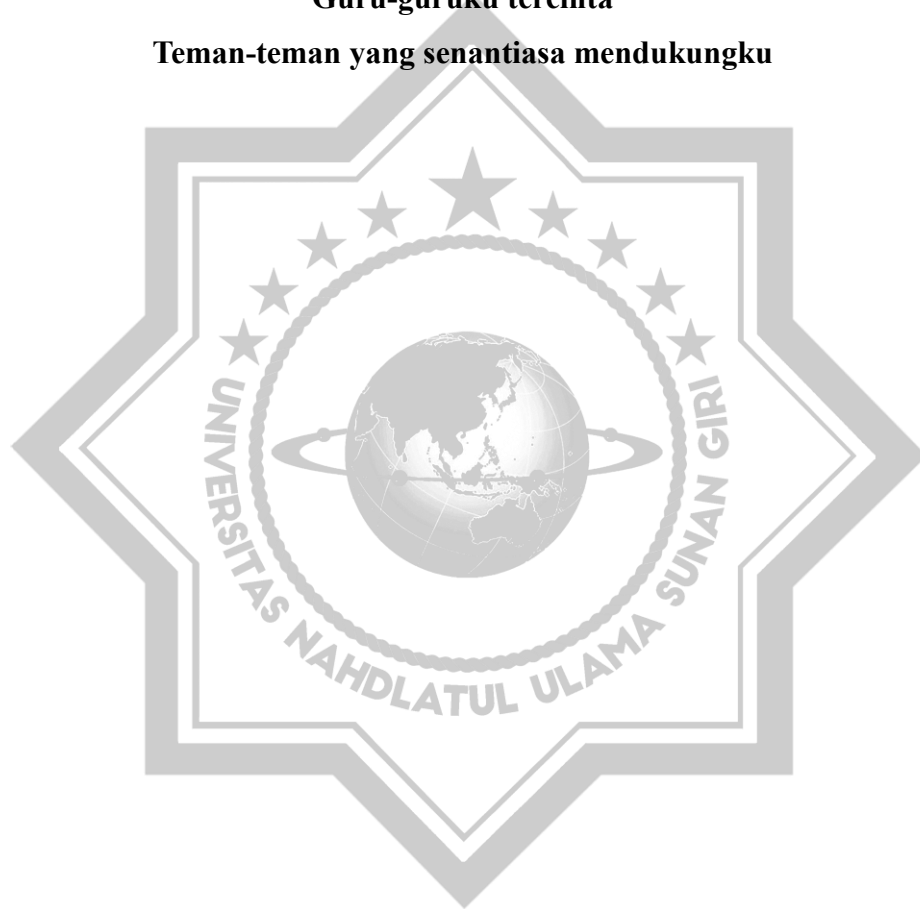 Guru-guruku tercinta
Teman-teman yang senantiasa mendukungku
UNIVERSITAS NAHDLATUL ULAMA SUNAN GIRI